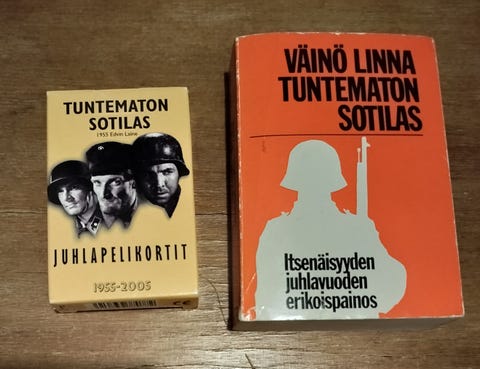 TUNTEMATON
SOTILAS
1955 Edvin Laine
JUHLAPELIKORTIT
1955-2005
VÄINÖ LINNA
TUNTEMATON
SOTILAS
Itsenäisyyden
juhlavuoden
erikoispainos